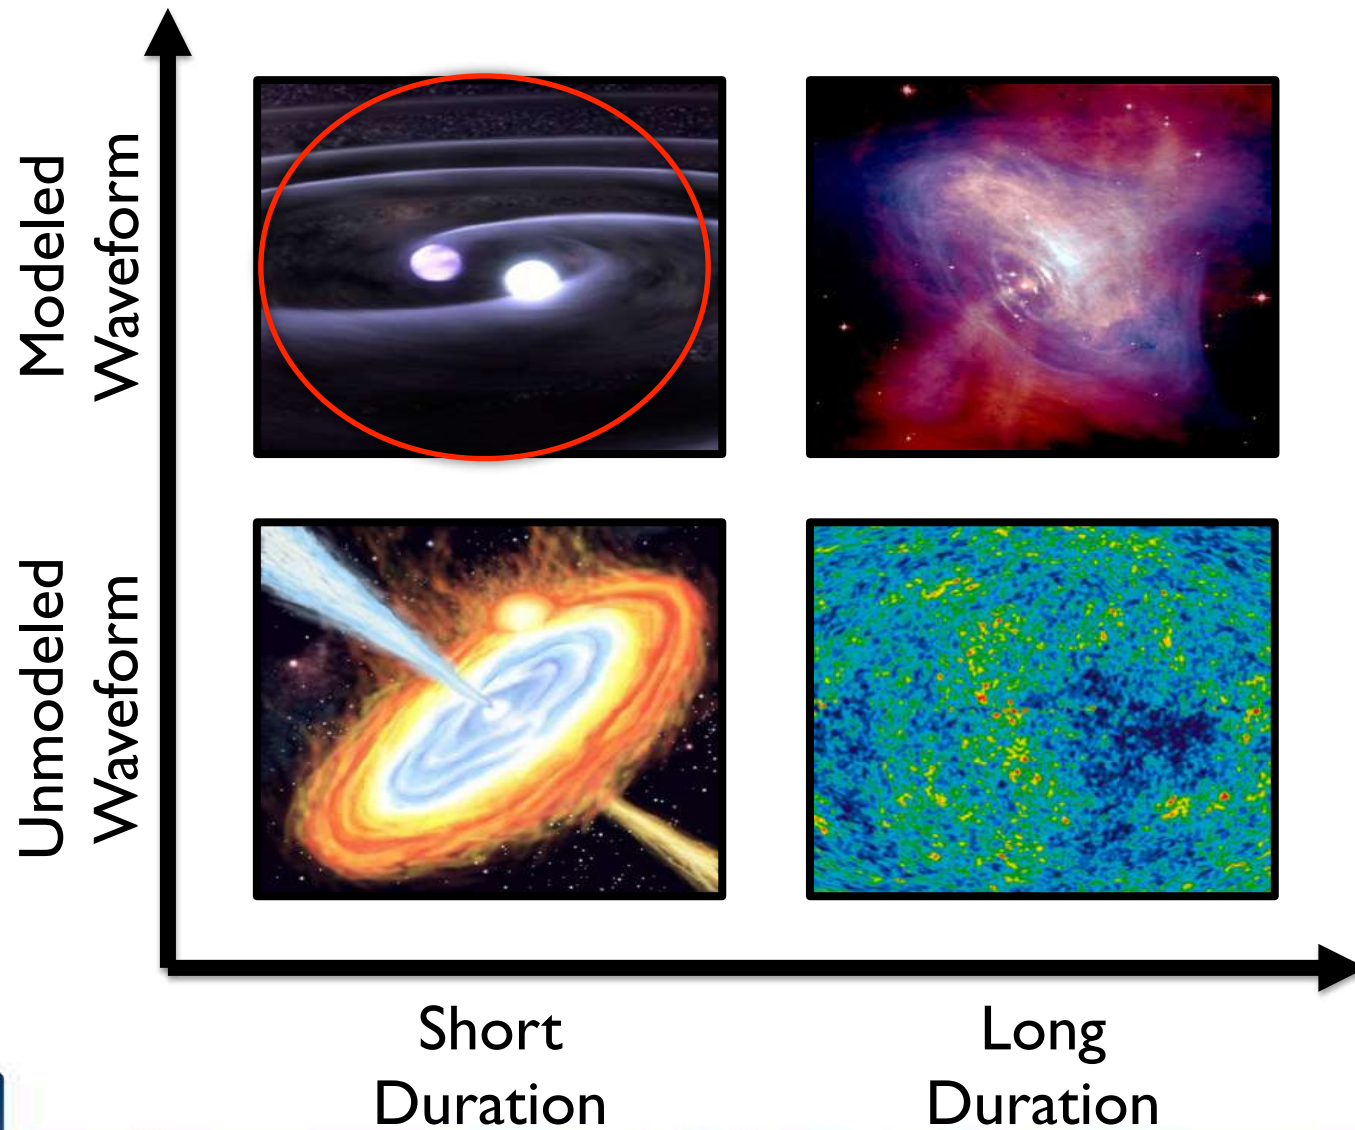 Modeled
Waveform
Unmodeled
Waveform
Short
Duration
Long
Duration